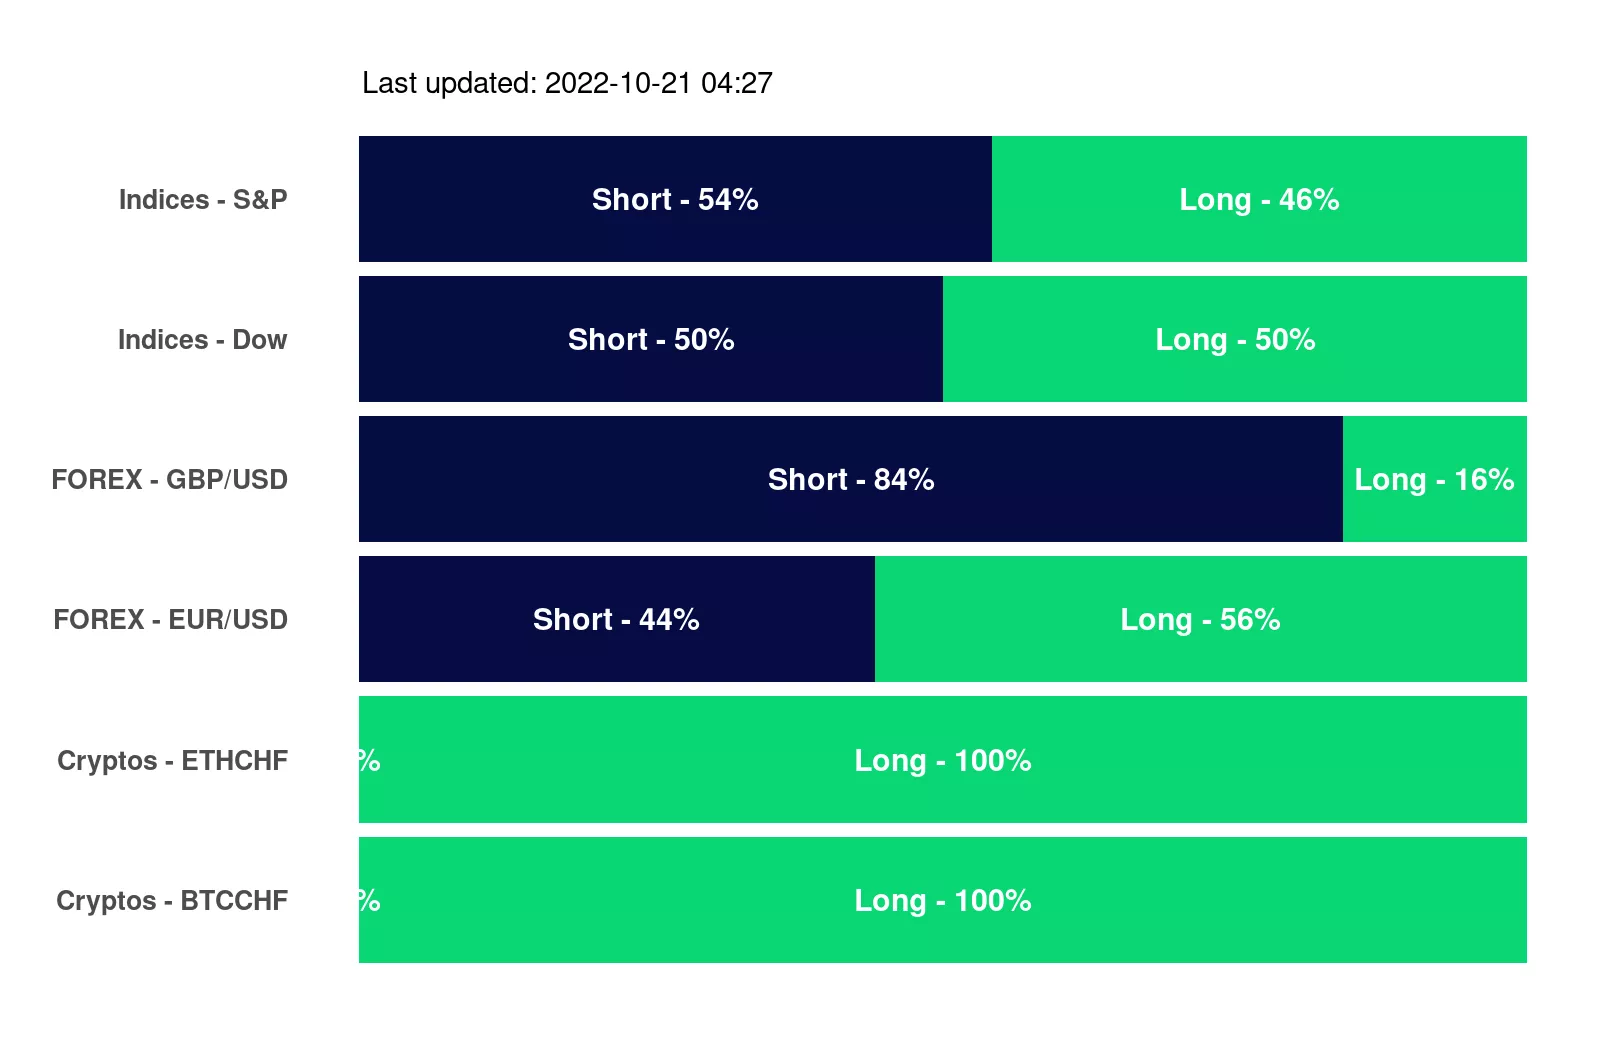 Last updated: 2022-10-21 04:27
Indices - S&P Short - 54% Long - 46%
Indices - Dow Short - 50% Long - 50%
FOREX - GBP/USD Short - 84% Long - 16%
FOREX - EUR/USD Short - 44% Long - 56%
Cryptos - ETHCHF % Long - 100%
Cryptos - BTCCHF % Long - 100%